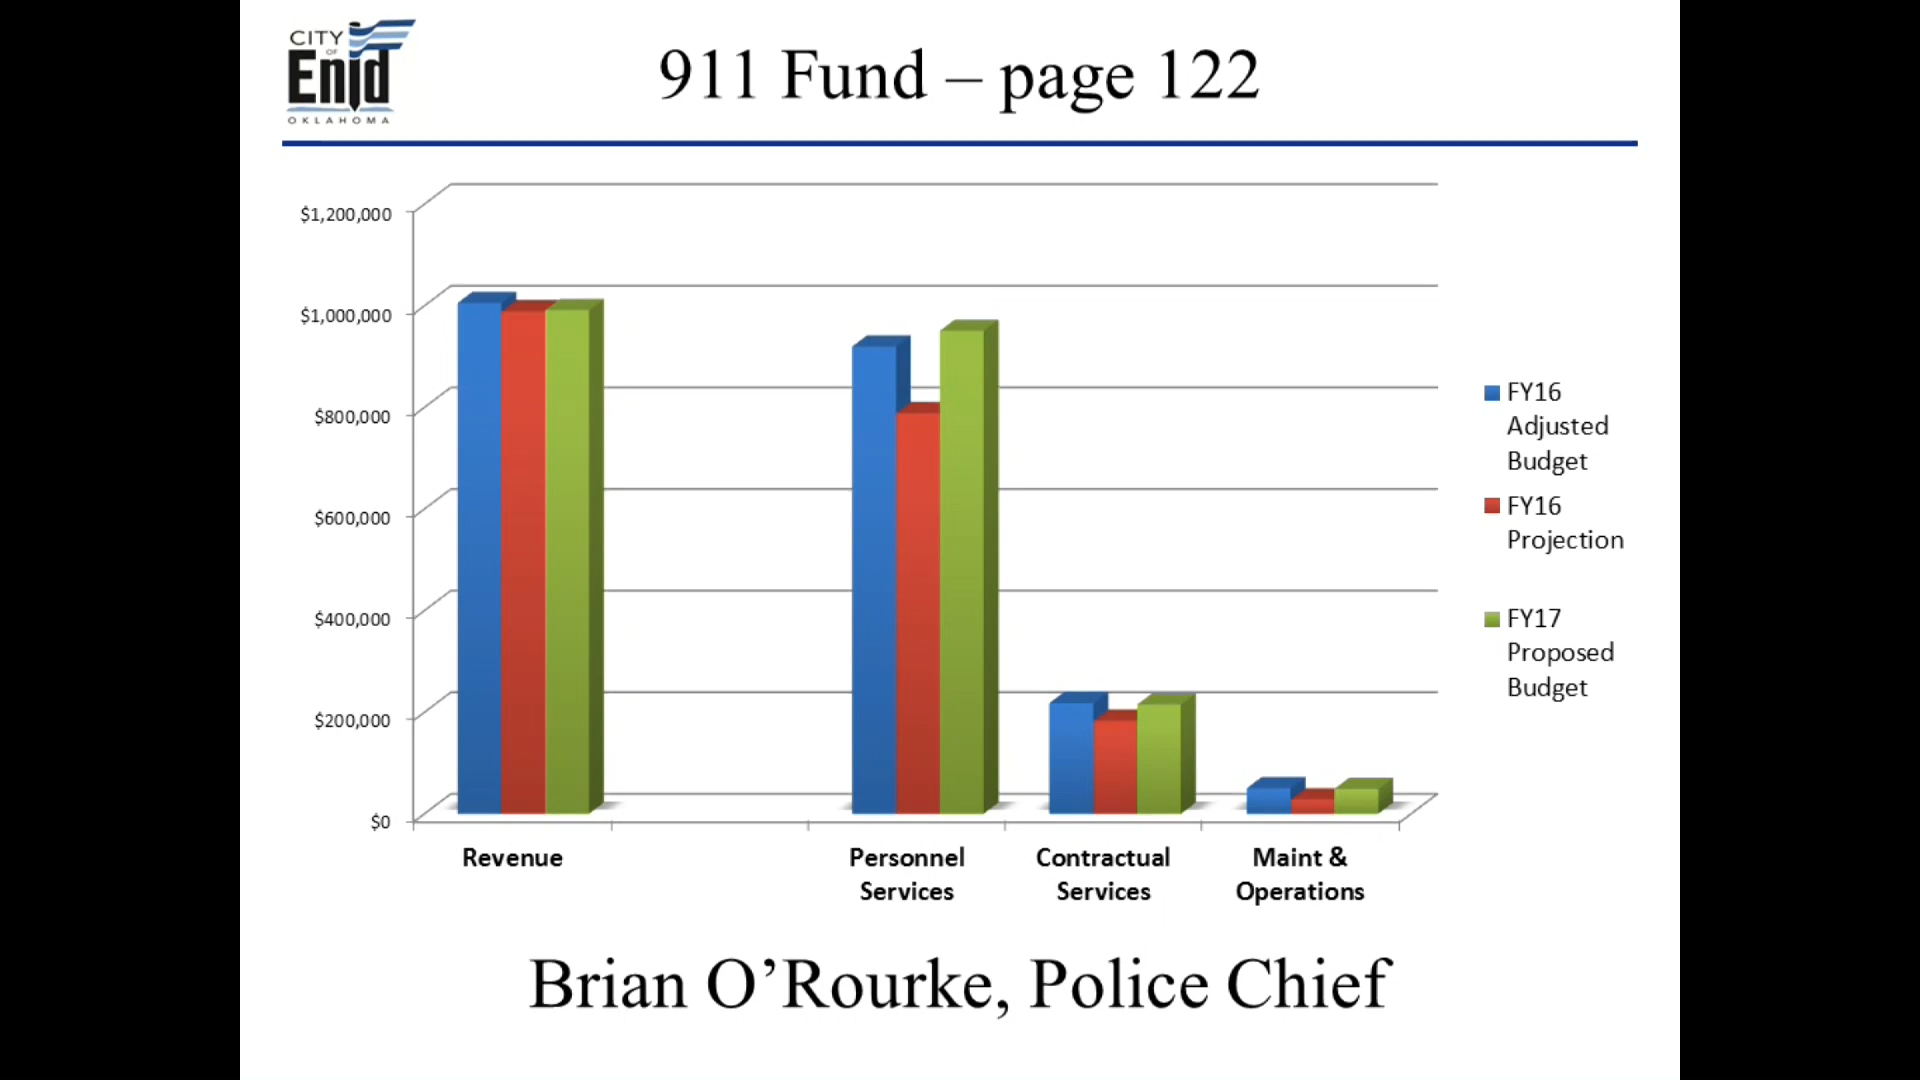 CITY
OF
Enid
OKLAHOMA
911 Fund – page 122
$1,200,000
$1,000,000
$800,000
$600,000
$400,000
$200,000
$0
Revenue
Personnel
Services
Contractual
Services
Maint &
Operations
FY16
Adjusted
Budget
FY16
Projection
FY17
Proposed
Budget
Brian O’Rourke, Police Chief